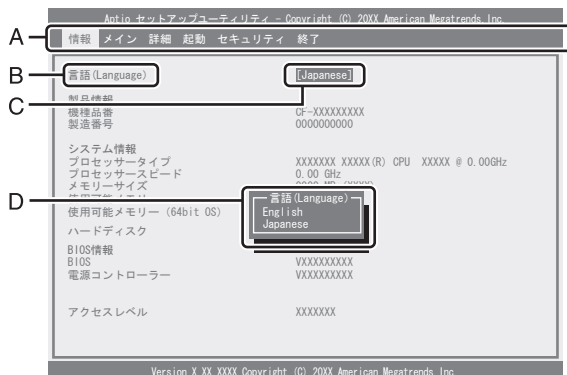 Aptio セットアップユーティリティ - Copyright (C) 20XX American Megatrends, Inc.
A
情報 メイン 詳細 起動 セキュリティ 終了
B
言語(Language) [Japanese]
C
製品情報
機種品番 CF-XXXXXXXXX
製造番号 0000000000
システム情報
プロセッサータイプ XXXXXXX XXXXX(R) CPU XXXXX @ 0.00GHz
プロセッサースピード 0.00 GHz
メモリーサイズ
D
言語(Language)
English
Japanese
使用可能メモリー (64bit OS)
ハードディスク
BIOS情報
BIOS VXXXXXXXXX
電源コントローラー VXXXXXXXXX
アクセスレベル XXXXXXX
Version X.XX XXXX Copyright (C) 20XX American Megatrends, Inc.